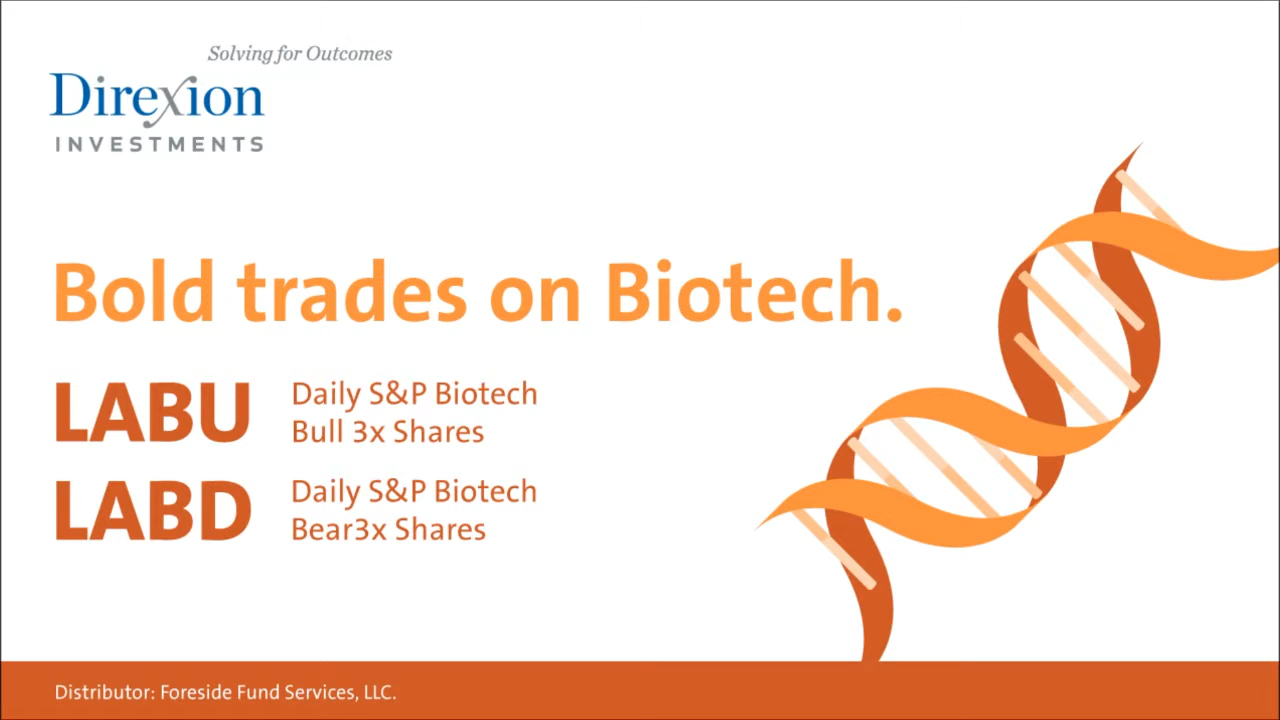 Solving for Outcomes
Direxion
INVESTMENTS
Bold trades on Biotech.
LABU
Daily S&P Biotech
Bull 3x Shares
LABD
Daily S&P Biotech
Bear3x Shares
Distributor: Foreside Fund Services, LLC.